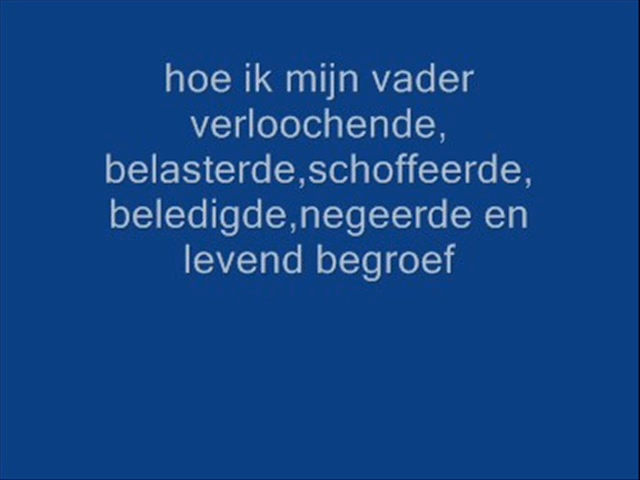 hoe ik mijn vader
verloochende,
belasterde,schoffeerde,
beledigde,negeerde en
levend begroef